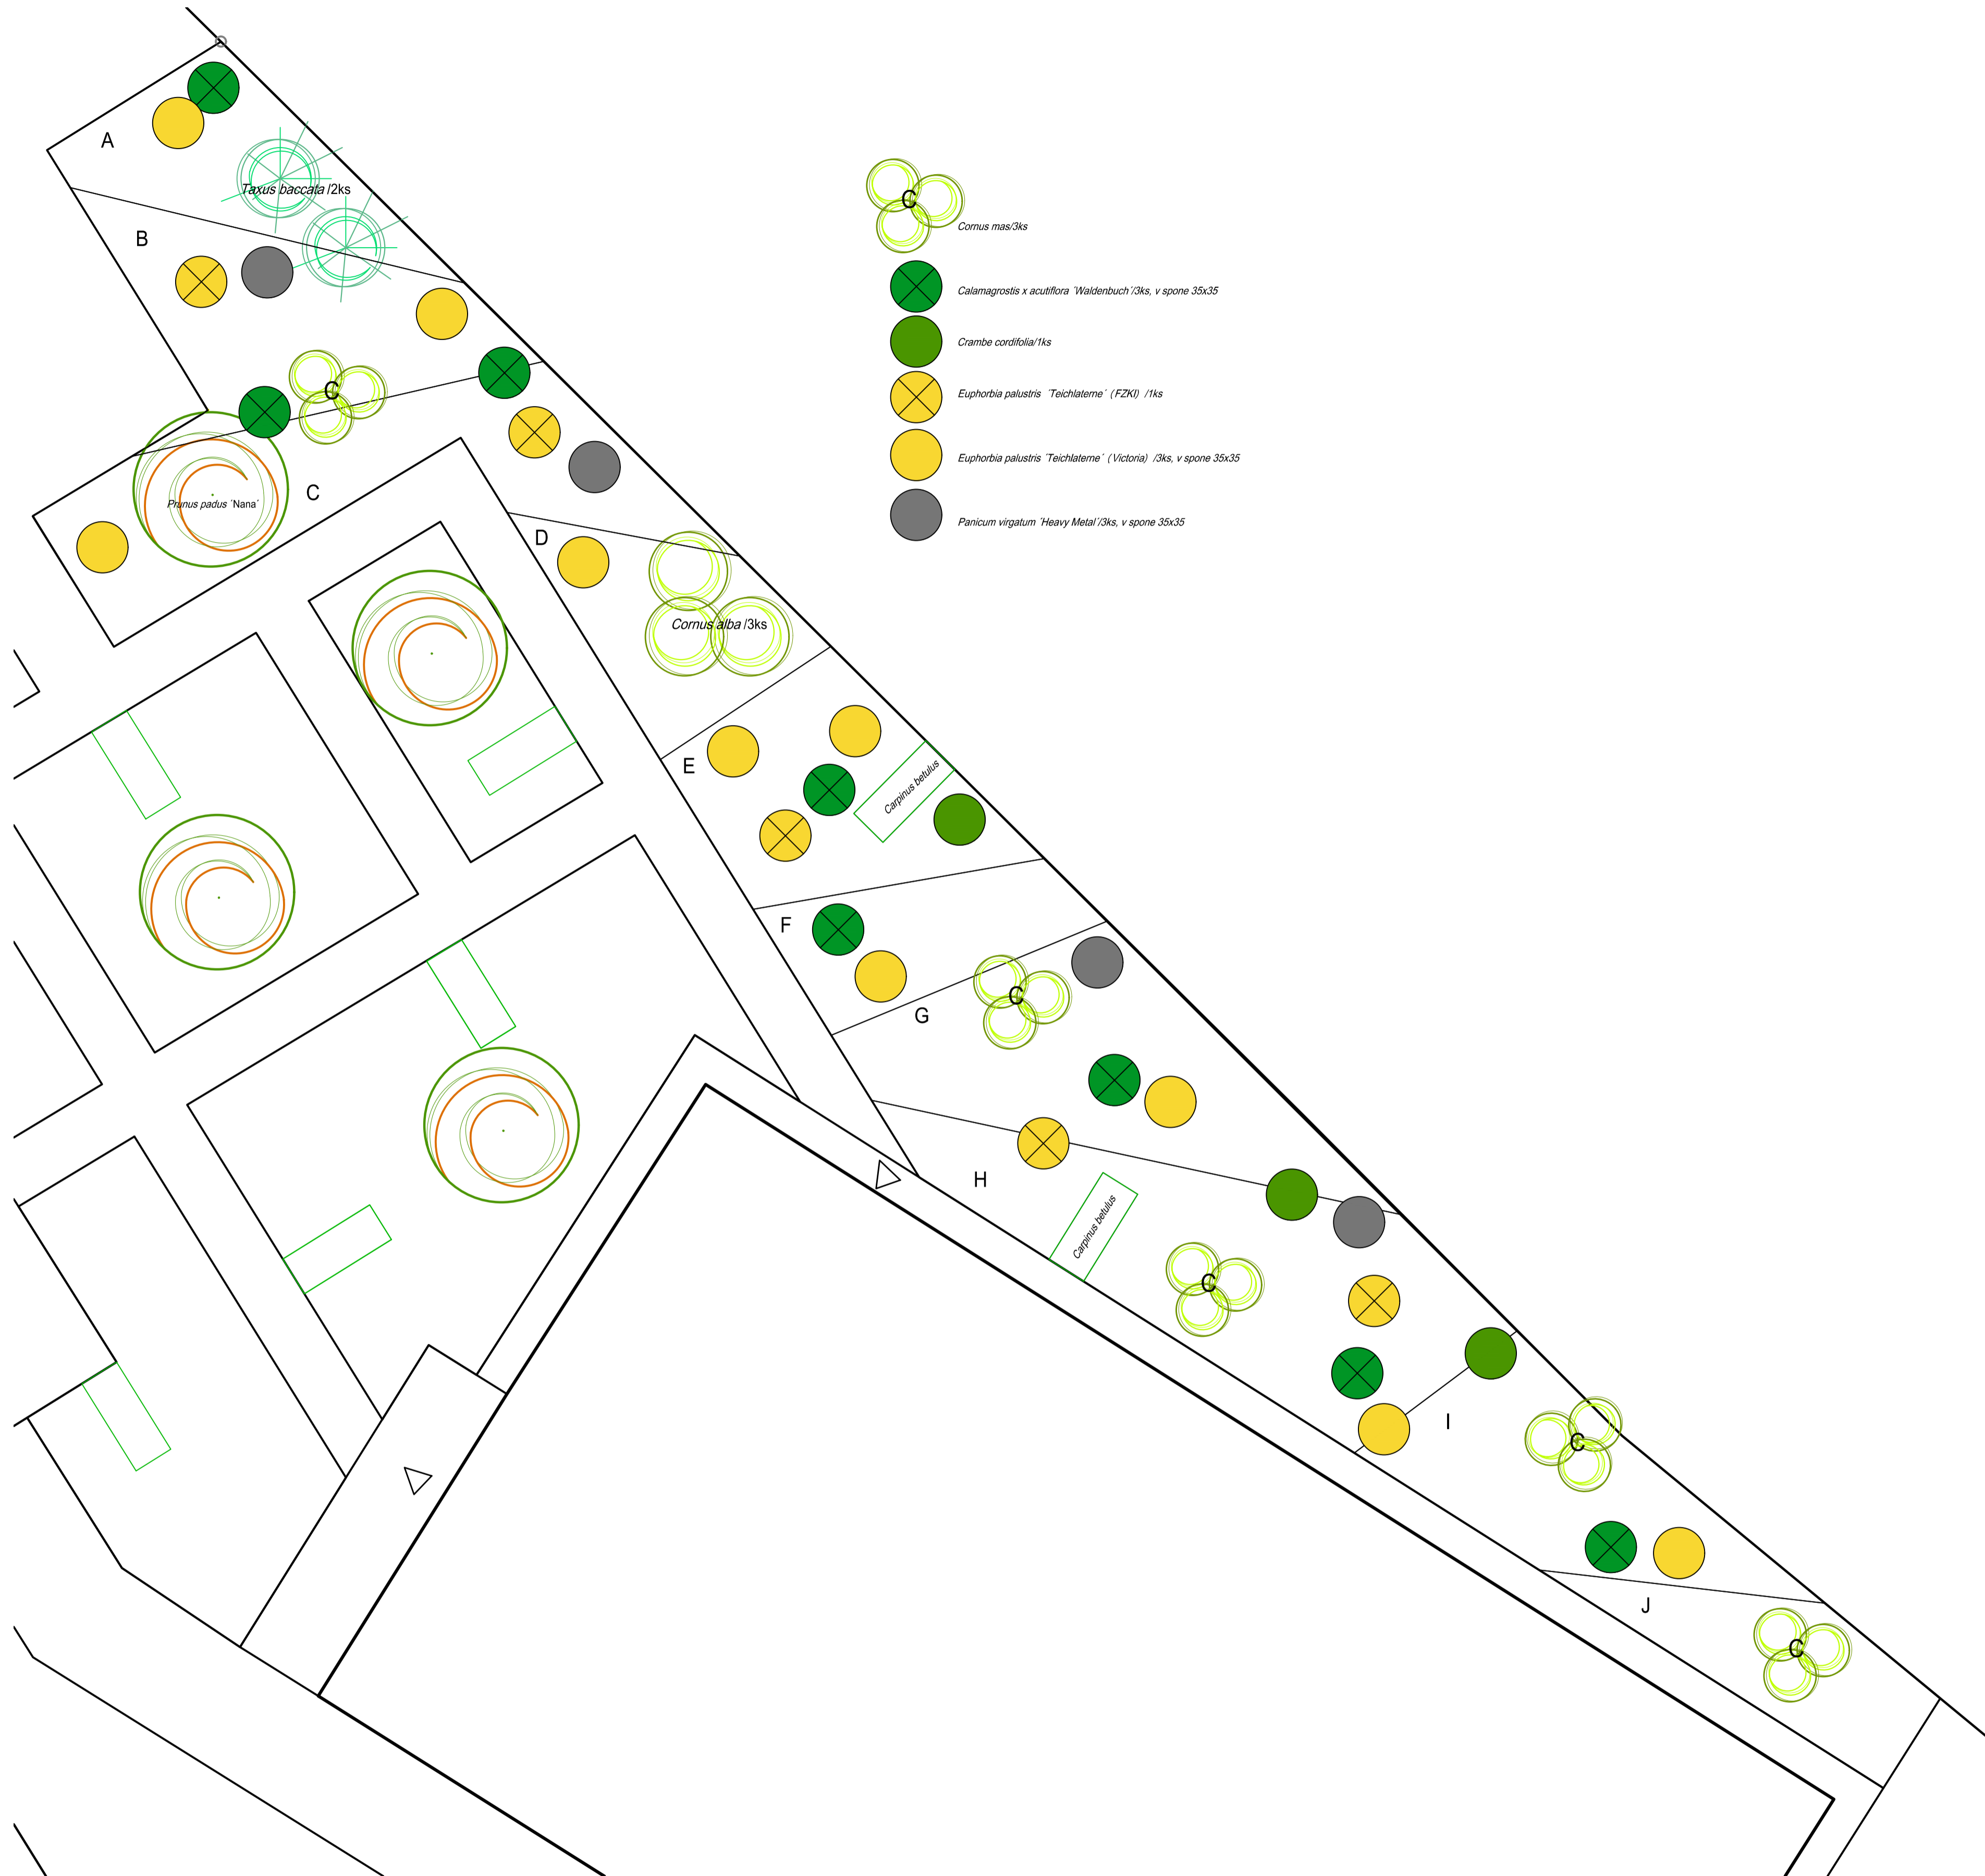 A
Taxus baccata /2ks
B
C
Prunus padus ´Nana´
C
D
Cornus alba /3ks
E
Carpinus betulus
F
G
C
H
Carpinus betulus
C
I
C
J
C
C
Cornus mas/3ks
Calamagrostis x acutiflora ´Waldenbuch´/3ks, v spone 35x35
Crambe cordifolia/1ks
Euphorbia palustris ´Teichlaterne´ (FZKI) /1ks
Euphorbia palustris ´Teichlaterne´ (Victoria) /3ks, v spone 35x35
Panicum virgatum ´Heavy Metal´/3ks, v spone 35x35